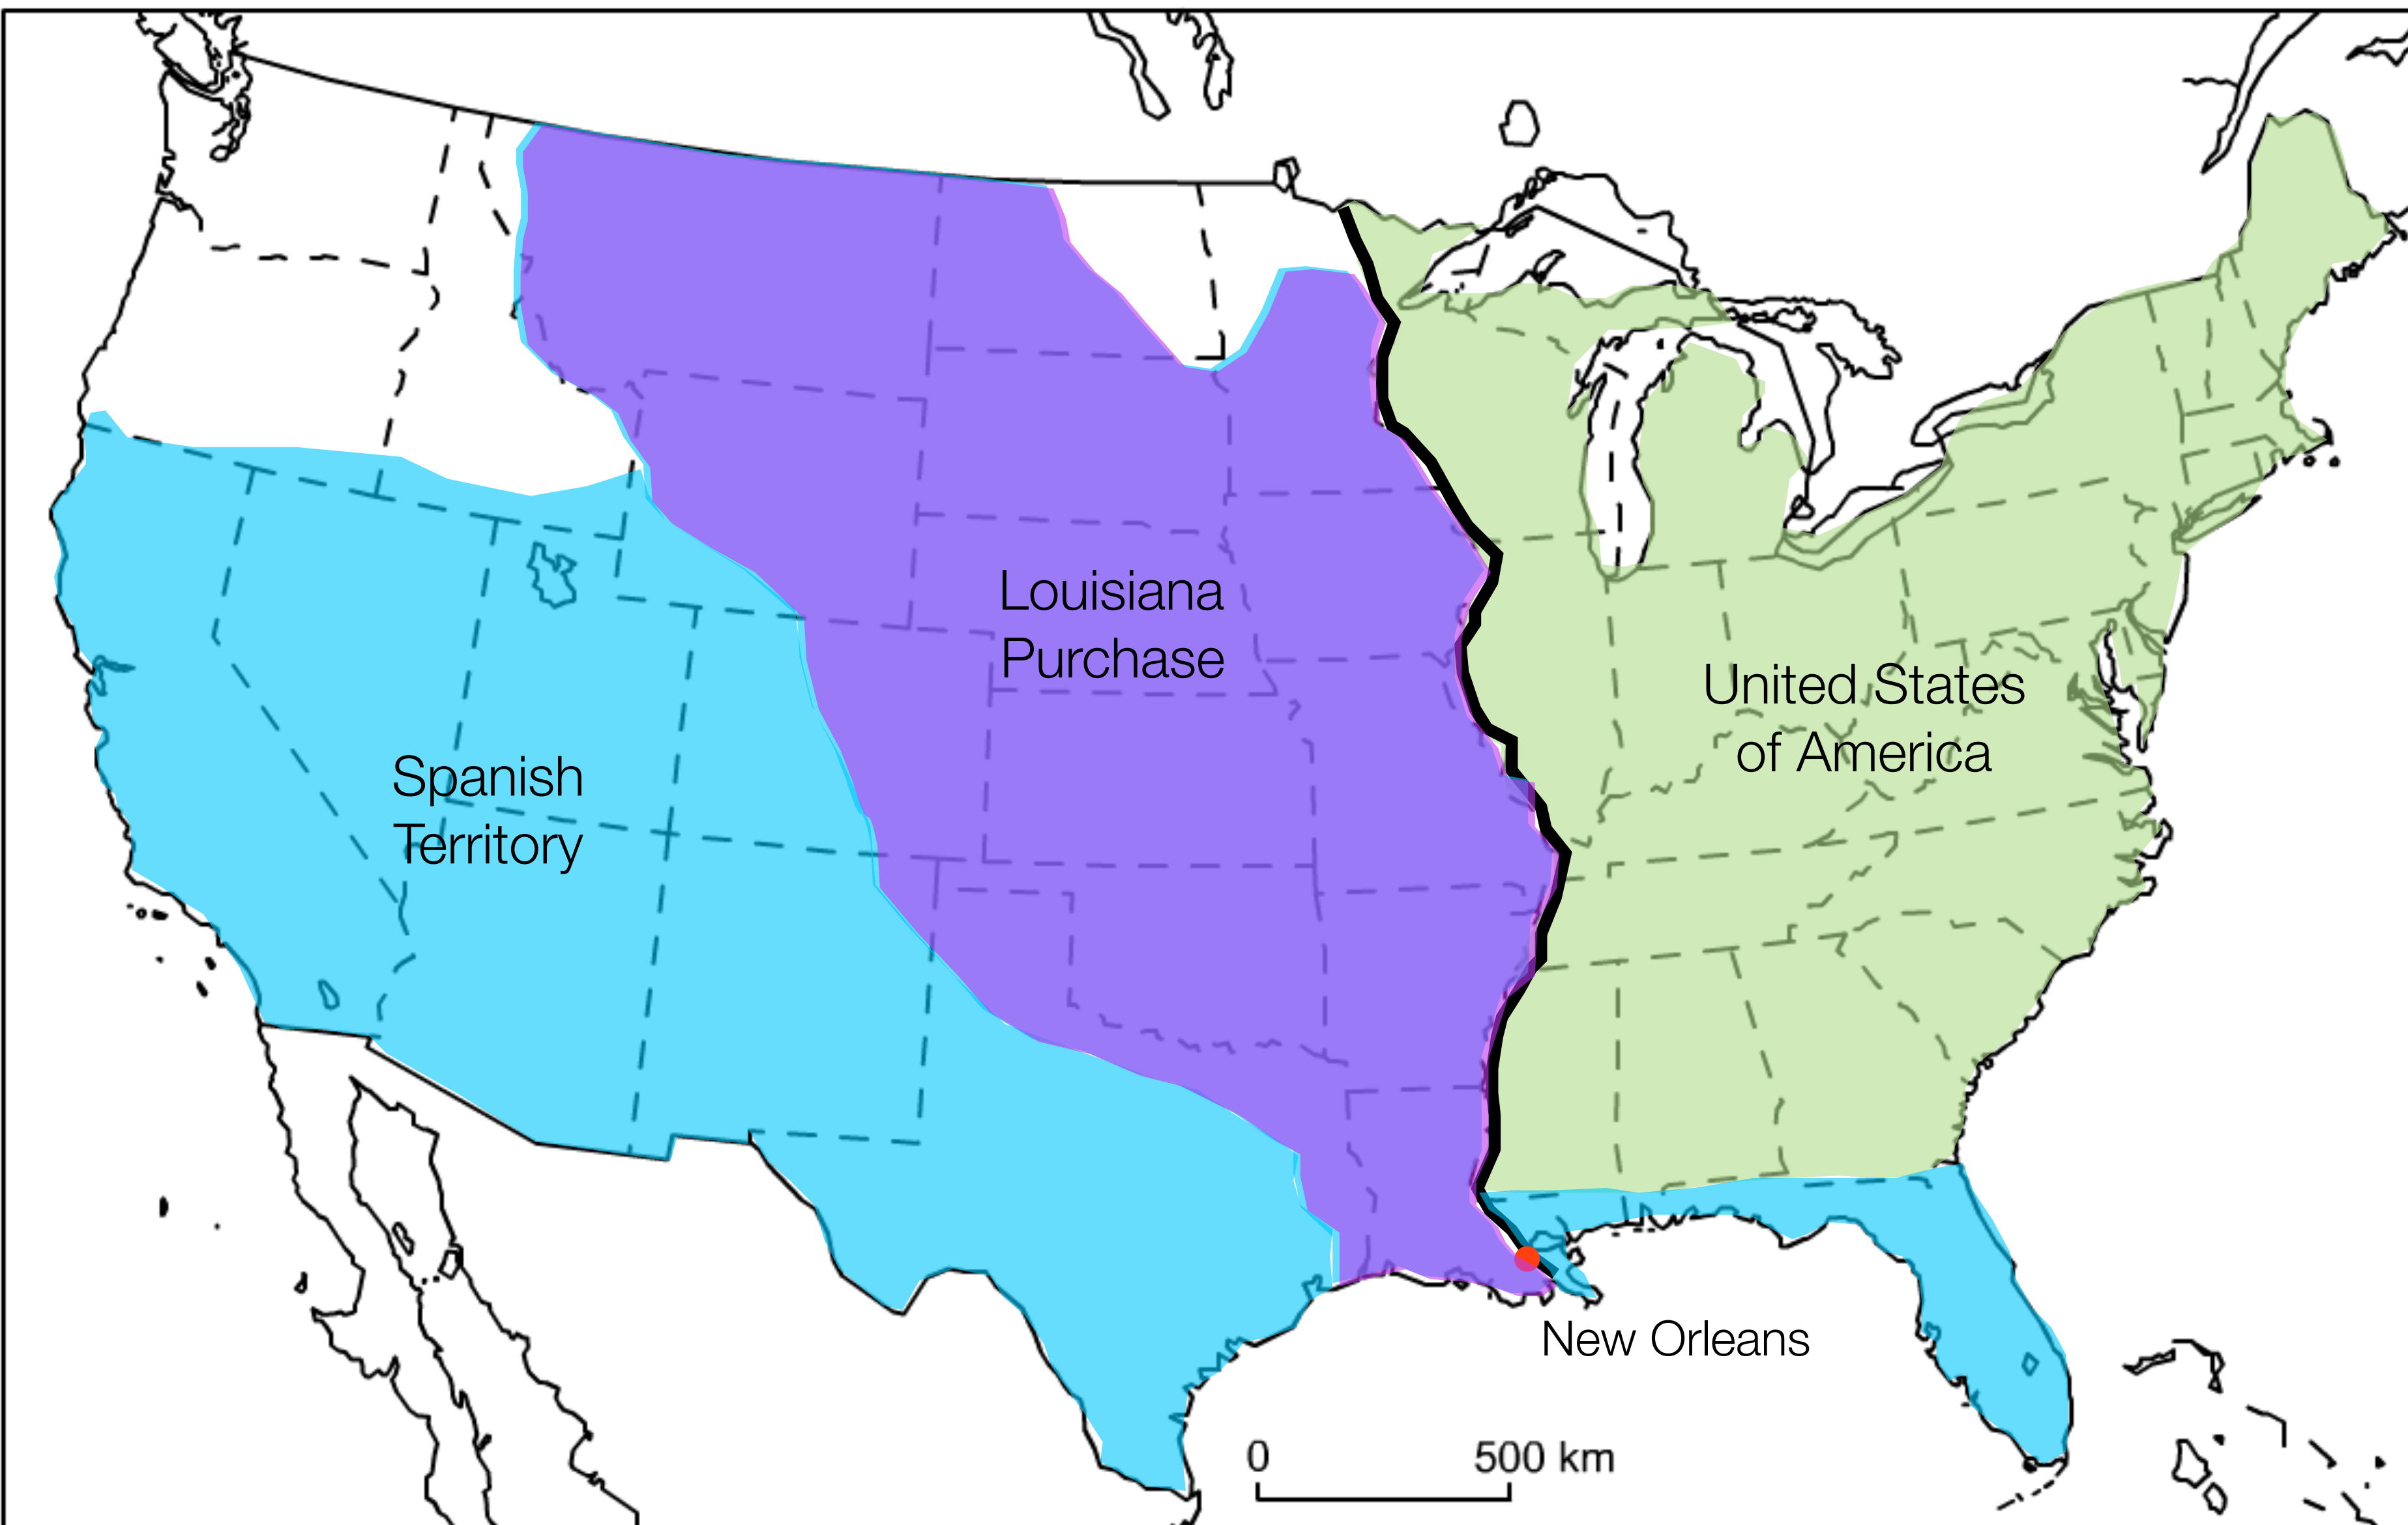 Louisiana
Purchase
United States
of America
Spanish
Territory
New Orleans
0 500 km